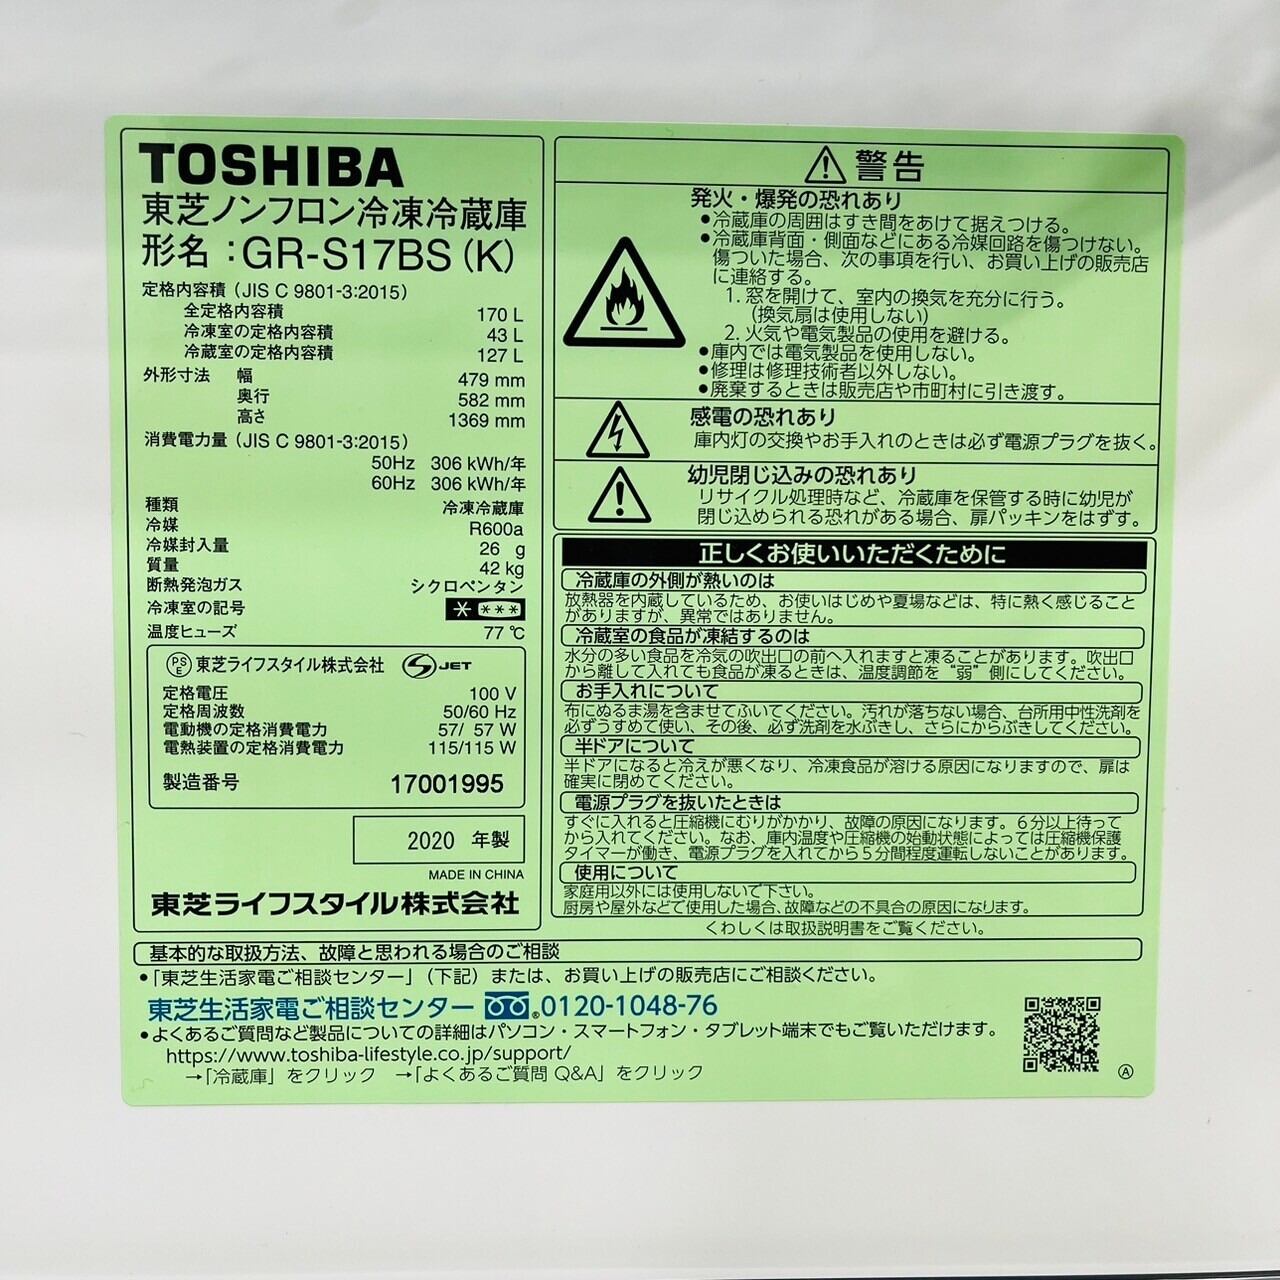 TOSHIBA
東芝ノンフロン冷凍冷蔵庫
形名：GR-S17BS (K)
定格内容積（JIS C 9801-3:2015）
全定格内容積 170 L
冷凍室の定格内容積 43 L
冷蔵室の定格内容積 127 L
外形寸法 幅 479 mm
奥行 582 mm
高さ 1369 mm
消費電力量（JIS C 9801-3:2015）
50Hz 306 kWh/年
60Hz 306 kWh/年
種類 冷凍冷蔵庫
冷媒 R600a
冷媒封入量 26 g
質量 42 kg
断熱発泡ガス シクロペンタン
冷凍室の記号 * ***
温度ヒューズ 77 ℃
PSE 東芝ライフスタイル株式会社 S JET
定格電圧 100 V
定格周波数 50/60 Hz
電動機の定格消費電力 57/ 57 W
電熱装置の定格消費電力 115/115 W
製造番号 17001995
2020 年製
MADE IN CHINA
東芝ライフスタイル株式会社
警告
発火・爆発の恐れあり
●冷蔵庫の周囲はすき間をあけて据えつける。
●冷蔵庫背面・側面などにある冷媒回路を傷つけない。
傷ついた場合、次の事項を行い、お買い上げの販売店
に連絡する。
1. 窓を開けて、室内の換気を充分に行う。
(換気扇は使用しない)
2. 火気や電気製品の使用を避ける。
●庫内では電気製品を使用しない。
●修理は修理技術者以外しない。
●廃棄するときは販売店や市町村に引き渡す。
感電の恐れあり
庫内灯の交換やお手入れのときは必ず電源プラグを抜く。
幼児閉じ込みの恐れあり
リサイクル処理時など、冷蔵庫を保管する時に幼児が
閉じ込められる恐れがある場合、扉パッキンをはずす。
正しくお使いいただくために
冷蔵庫の外側が熱いのは
放熱器を内蔵しているため、お使いはじめや夏場などは、特に熱く感じること
がありますが、異常ではありません。
冷蔵室の食品が凍結するのは
水分の多い食品を冷気の吹出口の前へ入れますと凍ることがあります。吹出口
から離して入れても食品が凍るときは、温度調節を“弱”側にしてください。
お手入れについて
布にぬるま湯を含ませてふいてください。汚れが落ちない場合、台所用中性洗剤を
必ずうすめて使い、その後、必ず洗剤を水ぶきし、さらにからぶきしてください。
半ドアについて
半ドアになると冷えが悪くなり、冷凍食品が溶ける原因になりますので、扉は
確実に閉めてください。
電源プラグを抜いたときは
すぐに入れると圧縮機にむりがかかり、故障の原因になります。６分以上待って
から入れてください。なお、庫内温度や圧縮機の始動状態によっては圧縮機保護
タイマーが働き、電源プラグを入れてから５分間程度運転しないことがあります。
使用について
家庭用以外には使用しないで下さい。
厨房や屋外などで使用した場合、故障などの不具合の原因になります。
くわしくは取扱説明書をご覧ください。
基本的な取扱方法、故障と思われる場合のご相談
●「東芝生活家電ご相談センター」（下記）または、お買い上げの販売店にご相談ください。
東芝生活家電ご相談センター ®0120-1048-76
●よくあるご質問など製品についての詳細はパソコン・スマートフォン・タブレット端末でもご覧いただけます。
https://www.toshiba-lifestyle.co.jp/support/
→「冷蔵庫」をクリック →「よくあるご質問 Q&A」をクリック
Ⓐ